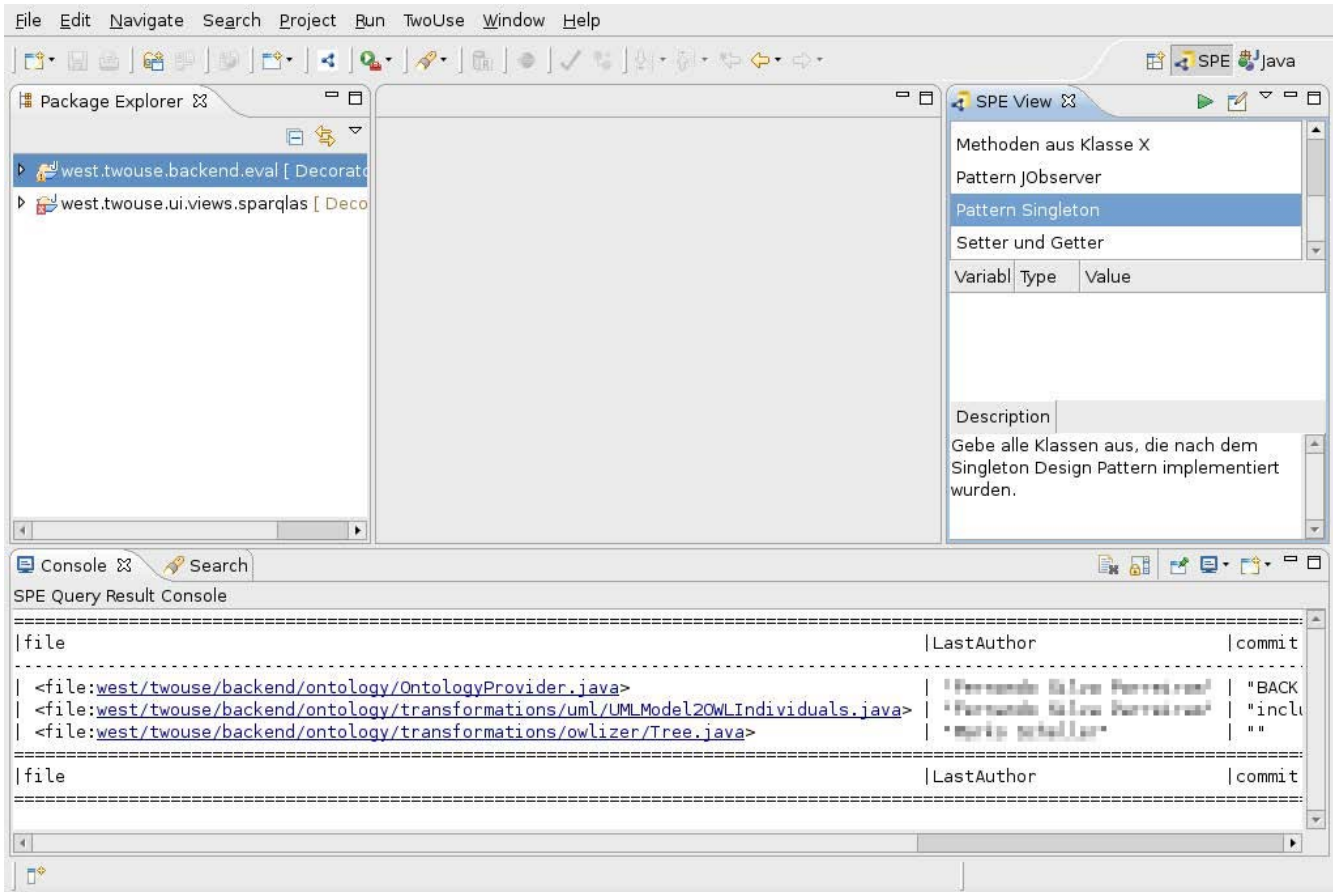 File Edit Navigate Search Project Run TwoUse Window Help
SPE Java
Package Explorer
west.twouse.backend.eval [ Decorato
west.twouse.ui.views.sparqlas [ Deco
SPE View
Methoden aus Klasse X
Pattern JObserver
Pattern Singleton
Setter und Getter
Variabl Type Value
Description
Gebe alle Klassen aus, die nach dem
Singleton Design Pattern implementiert
wurden.
Console Search
SPE Query Result Console
|file |LastAuthor |commit
| <file:west/twouse/backend/ontology/OntologyProvider.java> | | "BACK
| <file:west/twouse/backend/ontology/transformations/uml/UMLModel2OWLIndividuals.java> | | "inclu
| <file:west/twouse/backend/ontology/transformations/owlizer/Tree.java> | | ""
|file |LastAuthor |commit